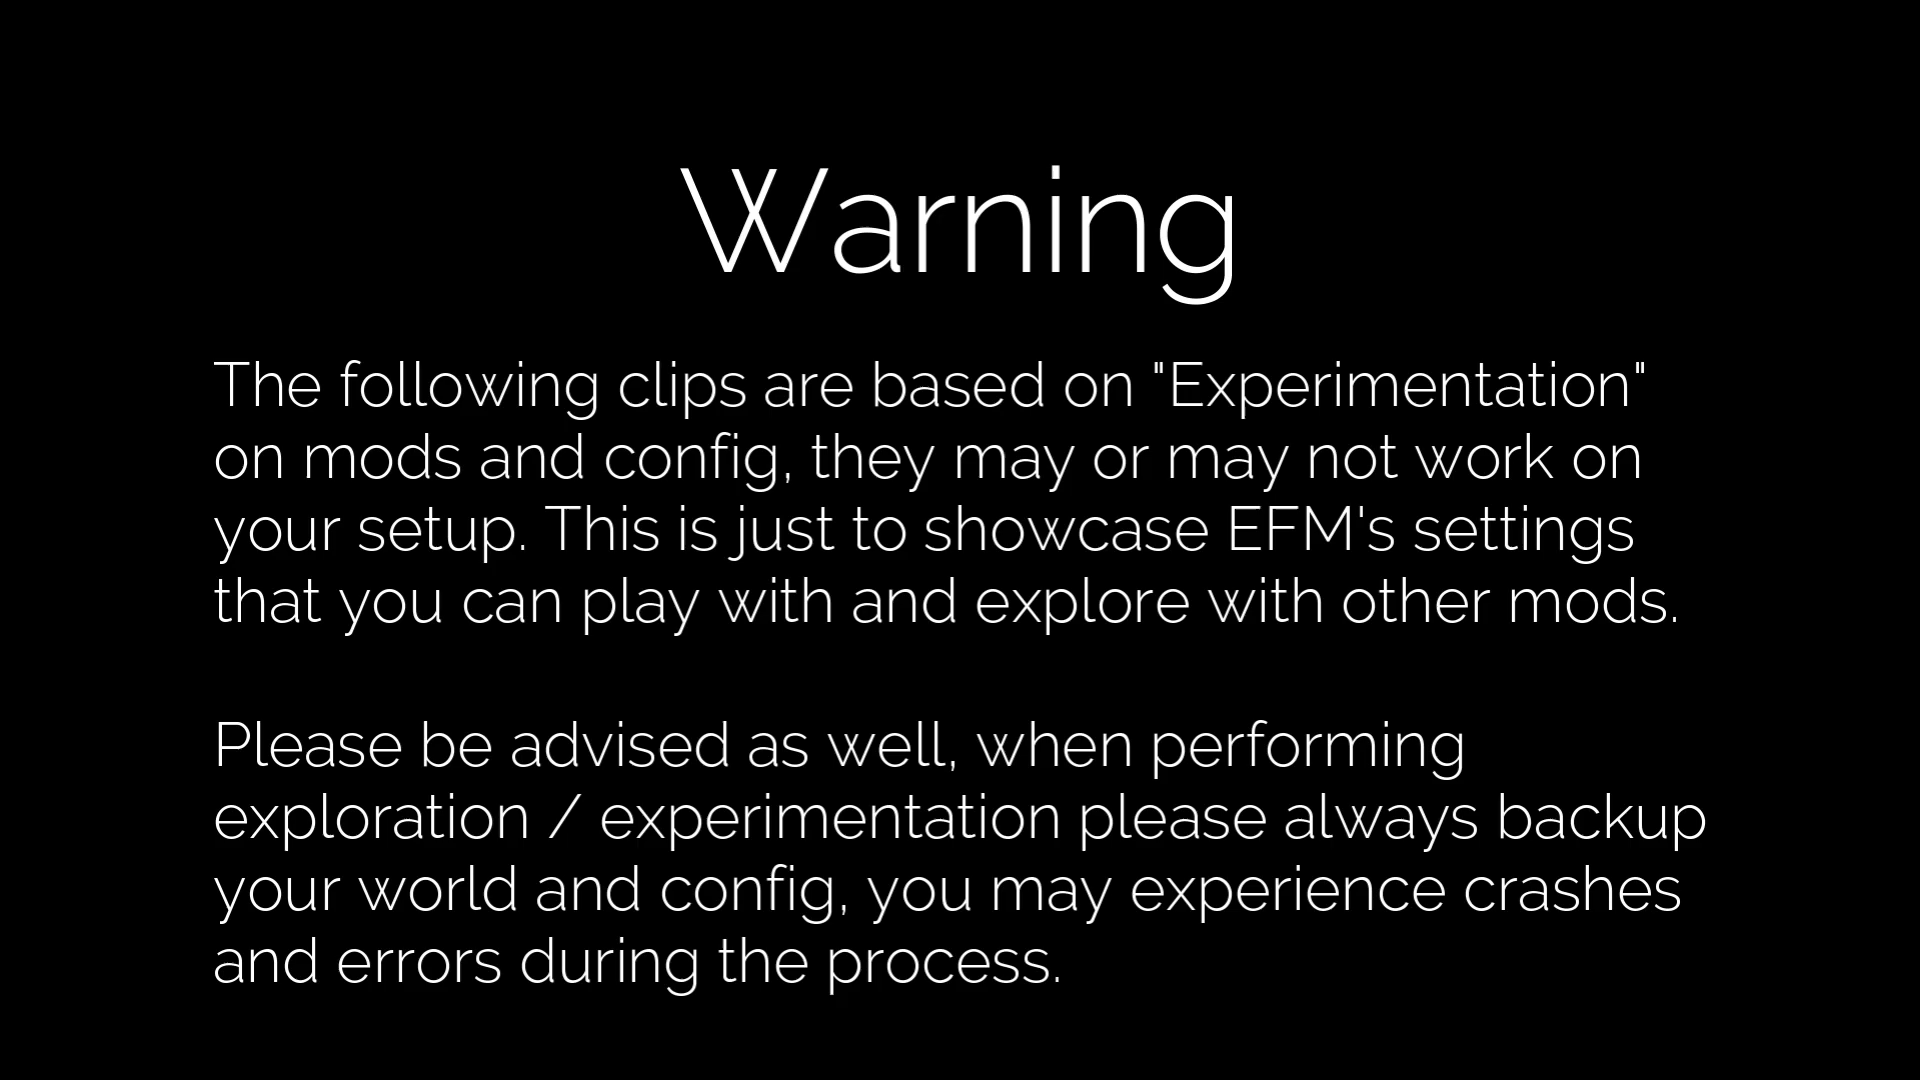 Warning
The following clips are based on "Experimentation"
on mods and config, they may or may not work on
your setup. This is just to showcase EFM's settings
that you can play with and explore with other mods.
Please be advised as well, when performing
exploration / experimentation please always backup
your world and config, you may experience crashes
and errors during the process.